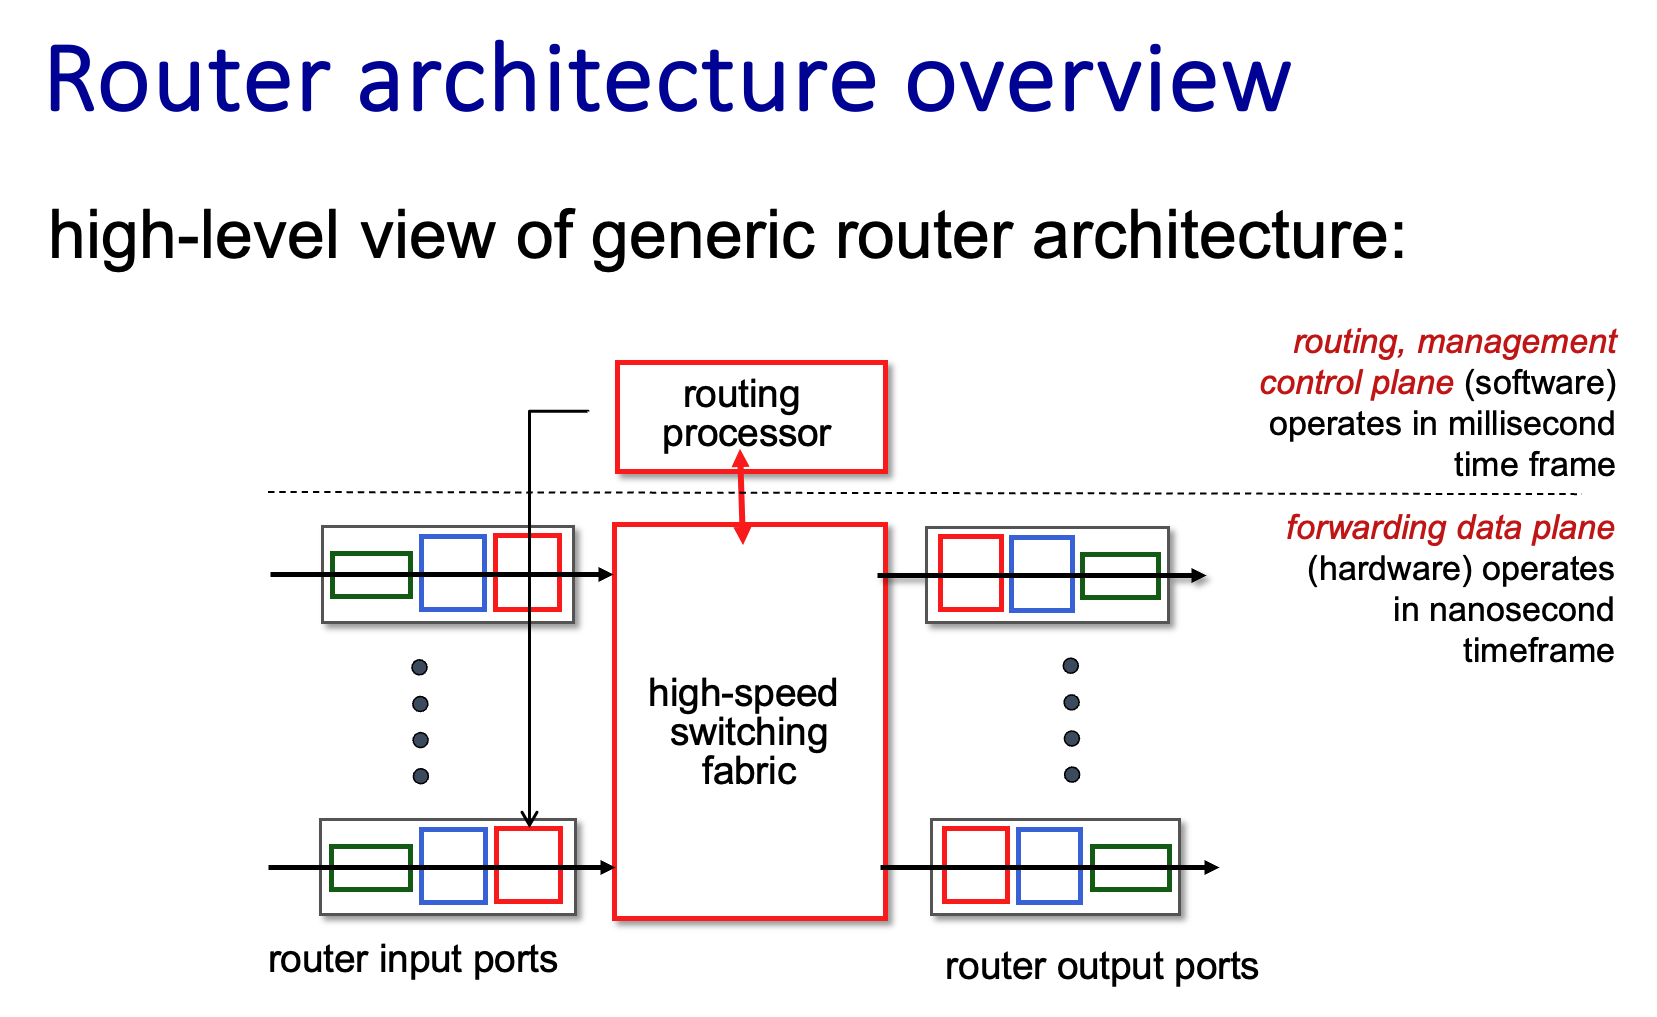 Router architecture overview
high-level view of generic router architecture:
routing, management
control plane (software)
operates in millisecond
time frame
routing
processor
forwarding data plane
(hardware) operates
in nanosecond
timeframe
high-speed
switching
fabric
router input ports
router output ports